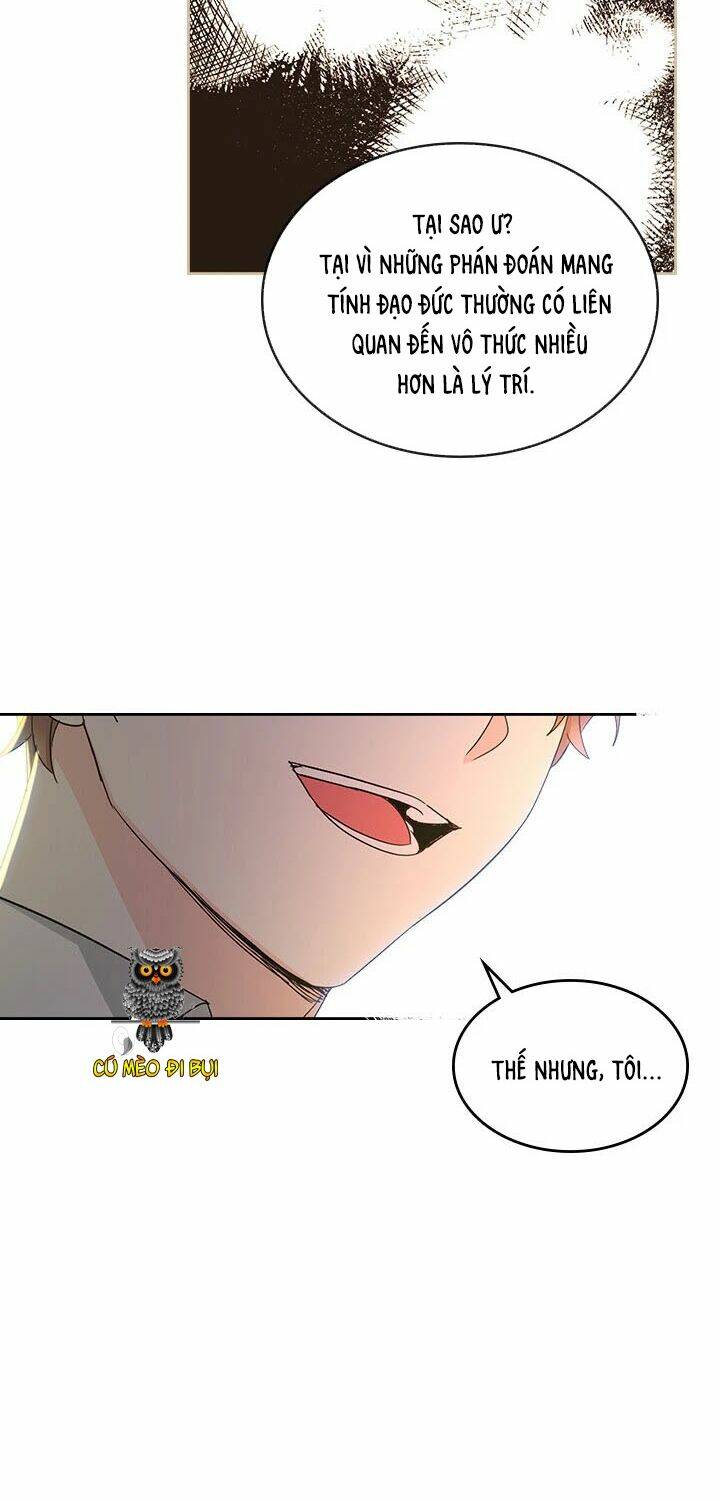 TẠI SAO Ư?
TẠI VÌ NHỮNG PHÁN ĐOÁN MANG
TÍNH ĐẠO ĐỨC THƯỜNG CÓ LIÊN
QUAN ĐẾN VÔ THỨC NHIỀU
HƠN LÀ LÝ TRÍ.
THẾ NHƯNG, TÔI...
CÚ MÈO ĐI BỤI